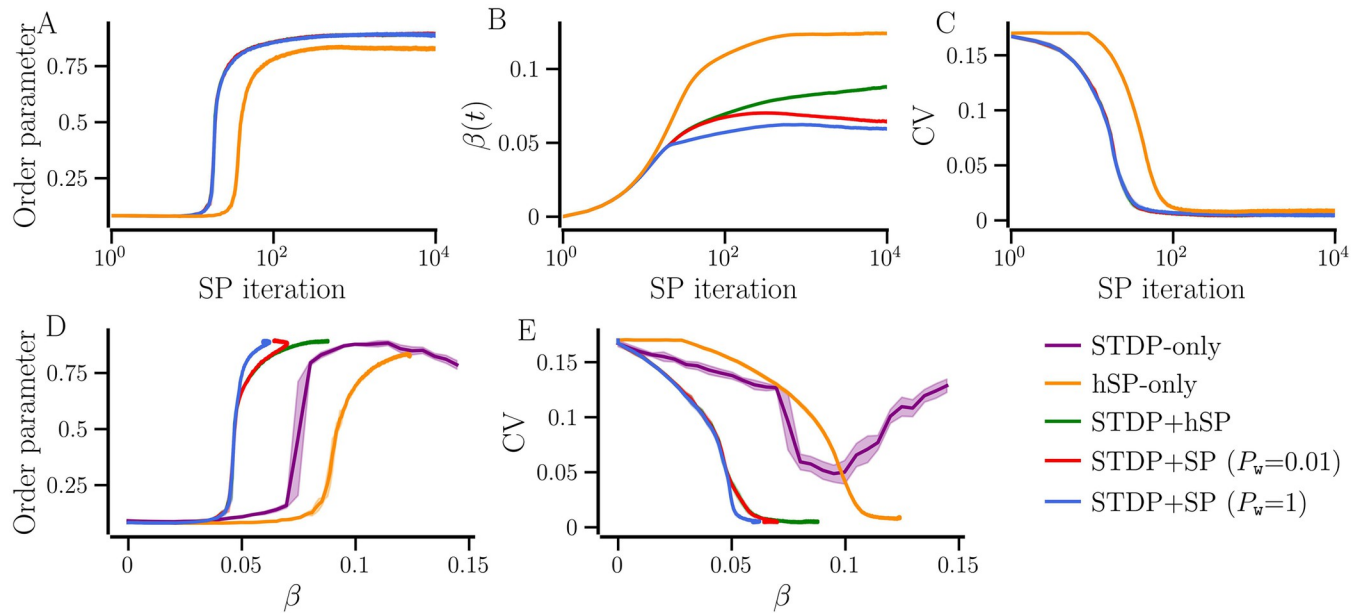 A
Order parameter
0.75
0.5
0.25
10^0
10^2
10^4
SP iteration
B
β(t)
0.1
0.05
0
10^0
10^2
10^4
SP iteration
C
CV
0.15
0.1
0.05
0
10^0
10^2
10^4
SP iteration
D
Order parameter
0.75
0.5
0.25
0
0.05
0.1
0.15
β
E
CV
0.15
0.1
0.05
0
0
0.05
0.1
0.15
β
STDP-only
hSP-only
STDP+hSP
STDP+SP (P_w=0.01)
STDP+SP (P_w=1)